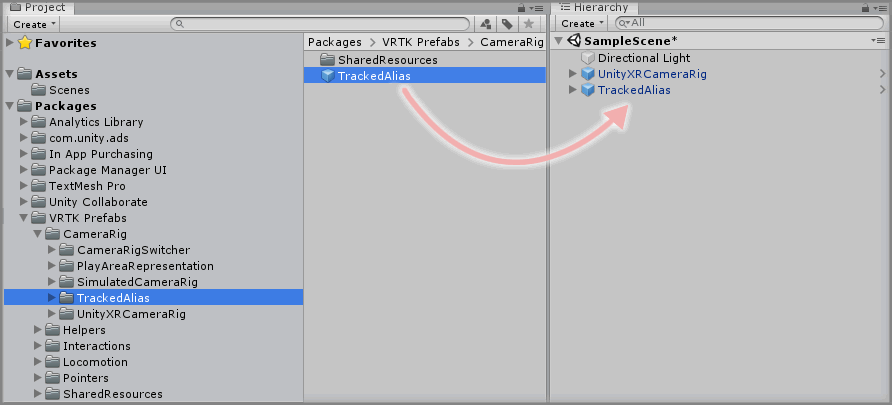 Project
Create
Favorites
Assets
Scenes
Packages
Analytics Library
com.unity.ads
In App Purchasing
Package Manager UI
TextMesh Pro
Unity Collaborate
VRTK Prefabs
CameraRig
CameraRigSwitcher
PlayAreaRepresentation
SimulatedCameraRig
TrackedAlias
UnityXRCameraRig
Helpers
Interactions
Locomotion
Pointers
SharedResources
Packages > VRTK Prefabs > CameraRig
SharedResources
TrackedAlias
Hierarchy
Create All
SampleScene*
Directional Light
UnityXRCameraRig
TrackedAlias